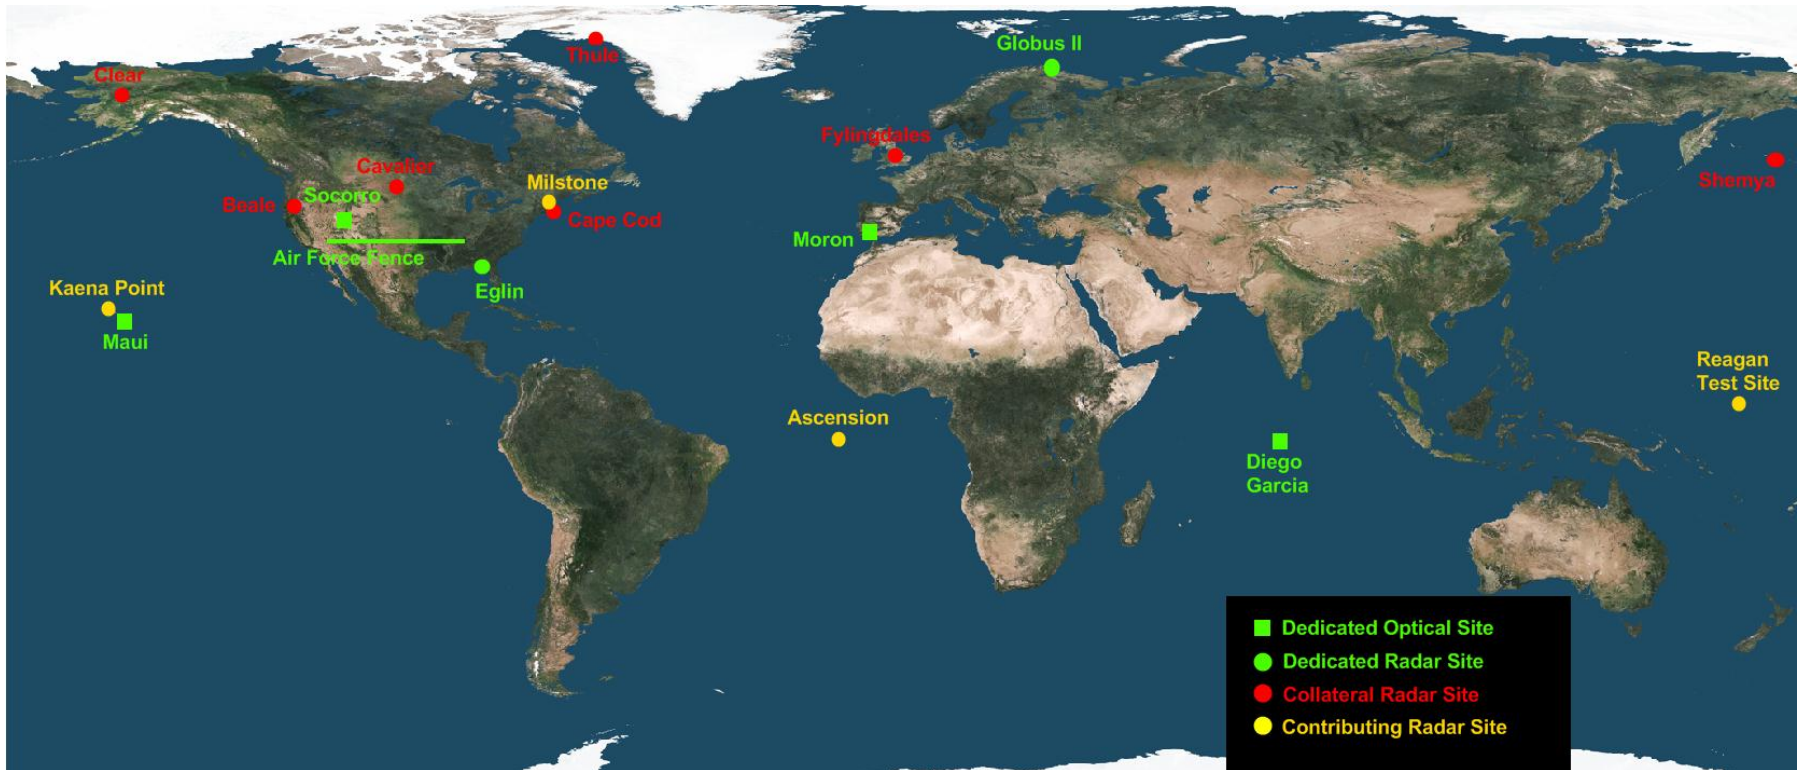 Globus II
Thule
Clear
Fylingdales
Cavalier
Shemya
Milstone
Socorro
Beale
Cape Cod
Moron
Air Force Fence
Eglin
Kaena Point
Maui
Reagan
Test Site
Ascension
Diego
Garcia
Dedicated Optical Site
Dedicated Radar Site
Collateral Radar Site
Contributing Radar Site